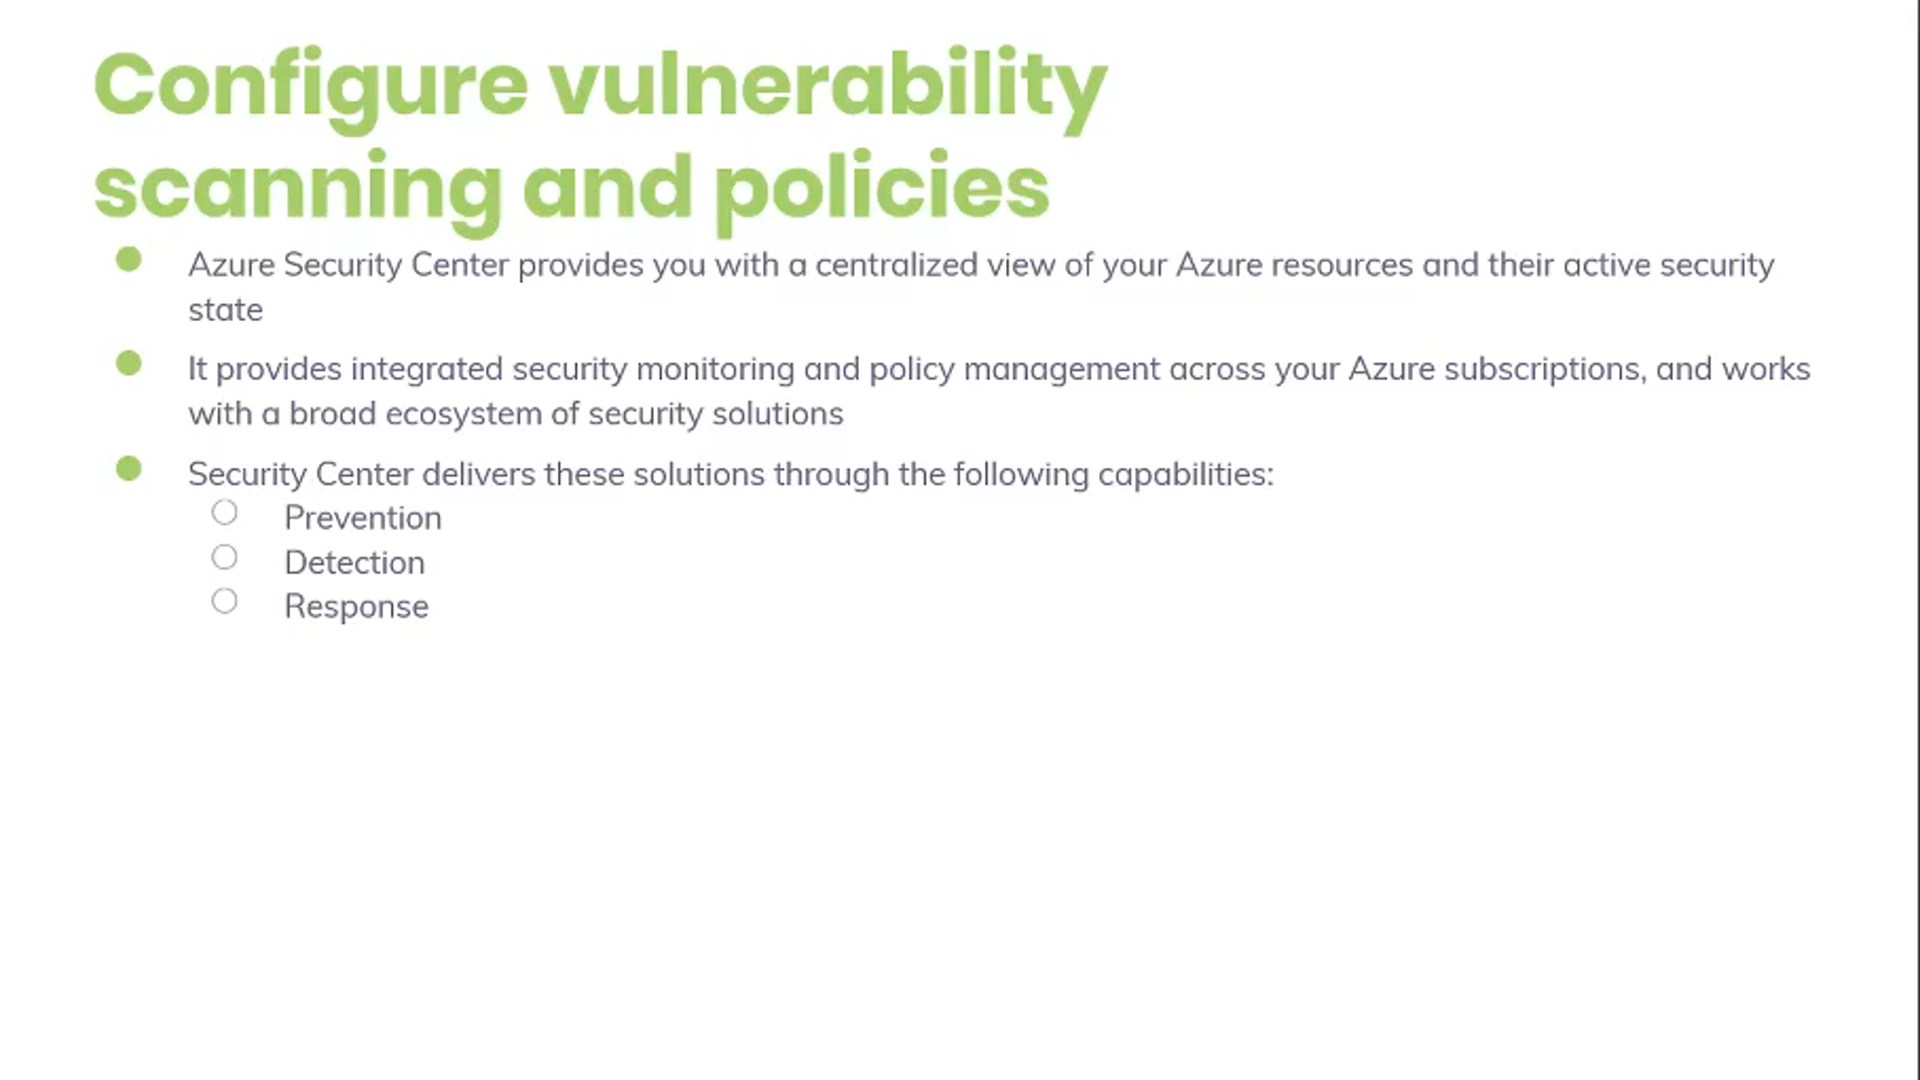 Configure vulnerability
scanning and policies
Azure Security Center provides you with a centralized view of your Azure resources and their active security
state
It provides integrated security monitoring and policy management across your Azure subscriptions, and works
with a broad ecosystem of security solutions
Security Center delivers these solutions through the following capabilities:
Prevention
Detection
Response